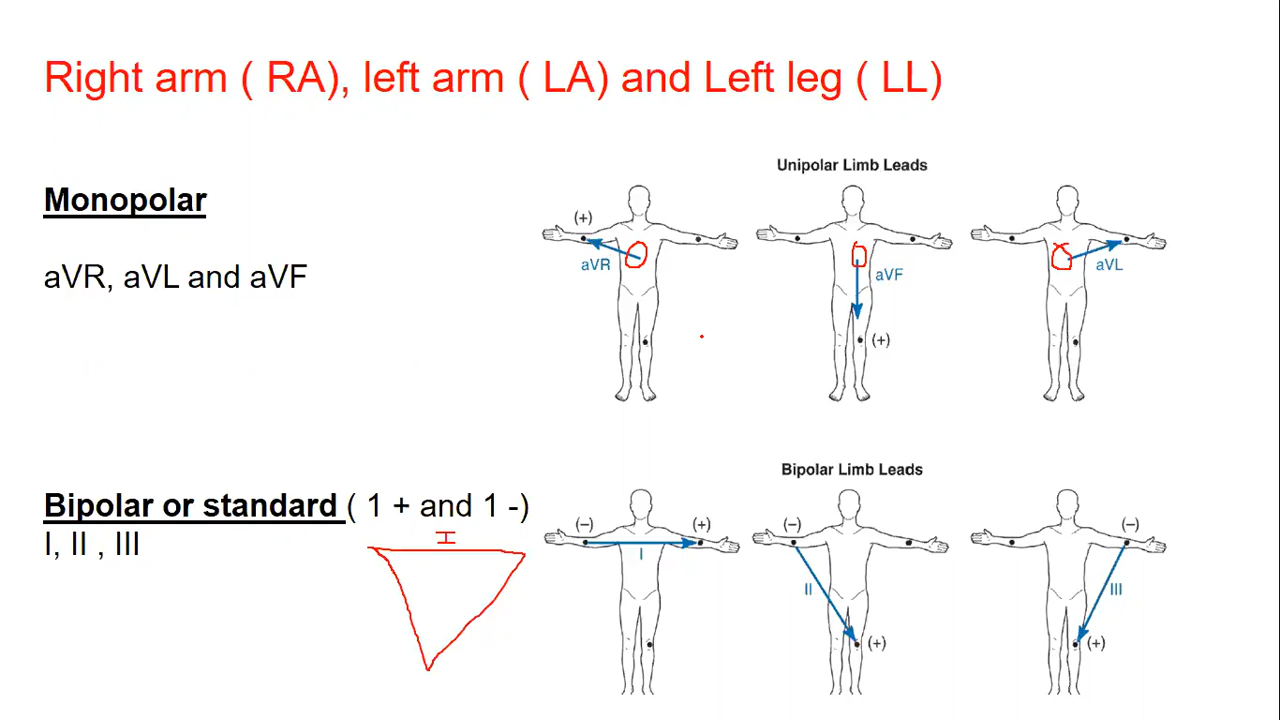 Right arm ( RA), left arm ( LA) and Left leg ( LL)
Monopolar
aVR, aVL and aVF
Unipolar Limb Leads
(+)
aVR
aVF
(+)
aVL
Bipolar or standard ( 1 + and 1 -)
I, II , III
I
Bipolar Limb Leads
(–)
(+)
I
(–)
II
(+)
(–)
III
(+)